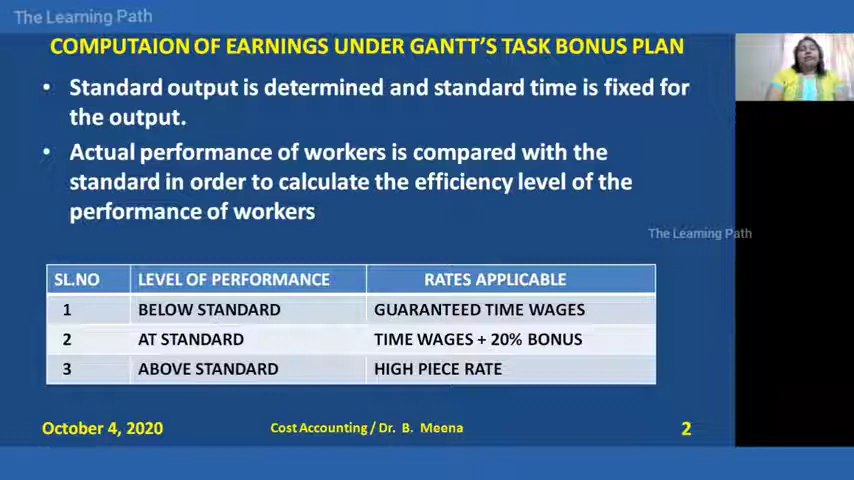 The Learning Path
COMPUTAION OF EARNINGS UNDER GANTT'S TASK BONUS PLAN
• Standard output is determined and standard time is fixed for
the output.
• Actual performance of workers is compared with the
standard in order to calculate the efficiency level of the
performance of workers
The Learning Path
SL.NO LEVEL OF PERFORMANCE RATES APPLICABLE
1 BELOW STANDARD GUARANTEED TIME WAGES
2 AT STANDARD TIME WAGES + 20% BONUS
3 ABOVE STANDARD HIGH PIECE RATE
October 4, 2020 Cost Accounting / Dr. B. Meena 2